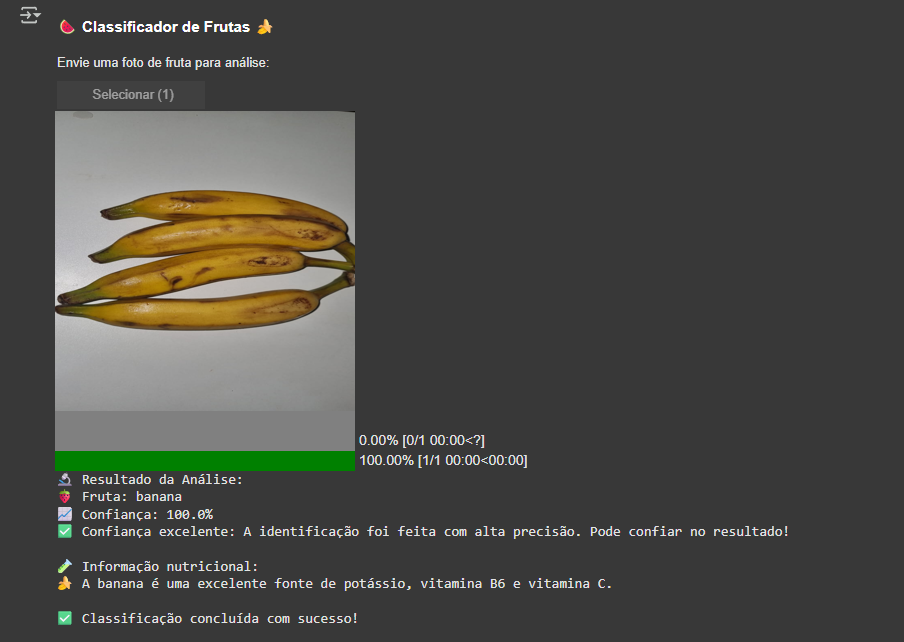 🍉 Classificador de Frutas 🍌
Envie uma foto de fruta para análise:
Selecionar (1)
0.00% [0/1 00:00<?]
100.00% [1/1 00:00<00:00]
🔬 Resultado da Análise:
🍓 Fruta: banana
📈 Confiança: 100.0%
✅ Confiança excelente: A identificação foi feita com alta precisão. Pode confiar no resultado!
🧪 Informação nutricional:
🍌 A banana é uma excelente fonte de potássio, vitamina B6 e vitamina C.
✅ Classificação concluída com sucesso!